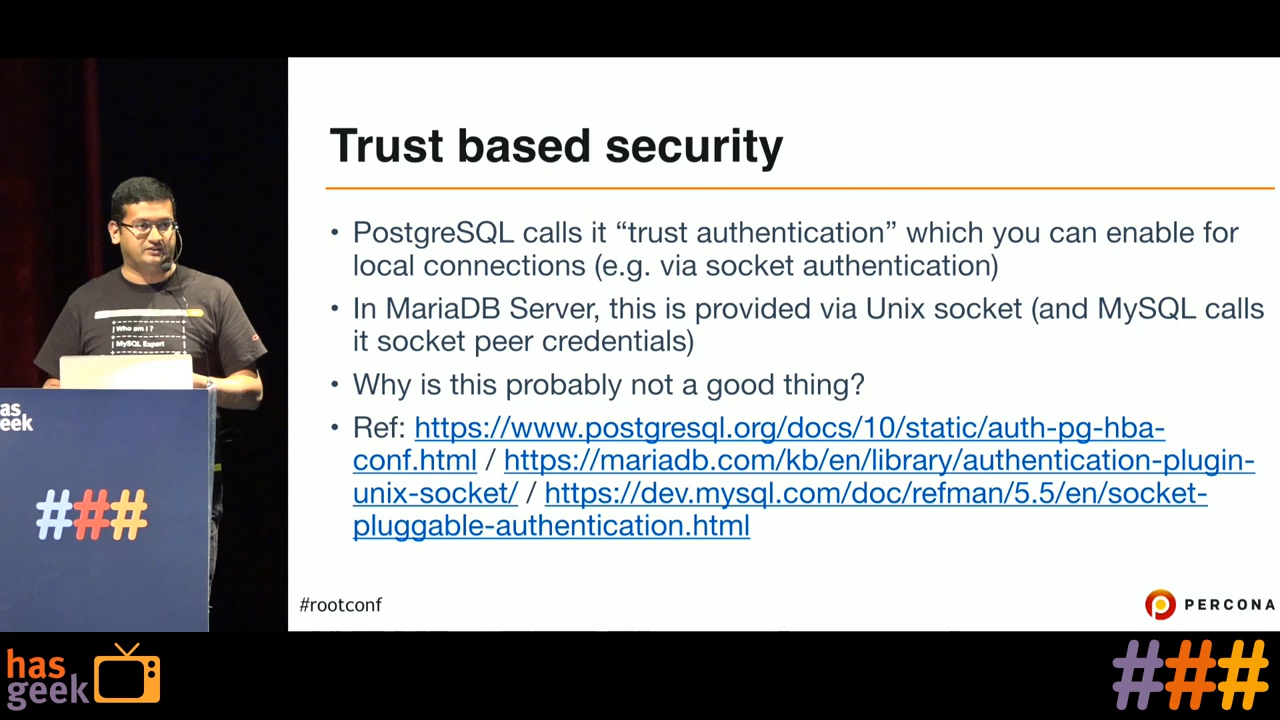 Trust based security
• PostgreSQL calls it “trust authentication” which you can enable for
local connections (e.g. via socket authentication)
• In MariaDB Server, this is provided via Unix socket (and MySQL calls
it socket peer credentials)
• Why is this probably not a good thing?
• Ref: https://www.postgresql.org/docs/10/static/auth-pg-hba-
conf.html / https://mariadb.com/kb/en/library/authentication-plugin-
unix-socket/ / https://dev.mysql.com/doc/refman/5.5/en/socket-
pluggable-authentication.html
#rootconf
PERCONA
Who am I ?
MySQL Expert
has
geek
###
has
geek
###